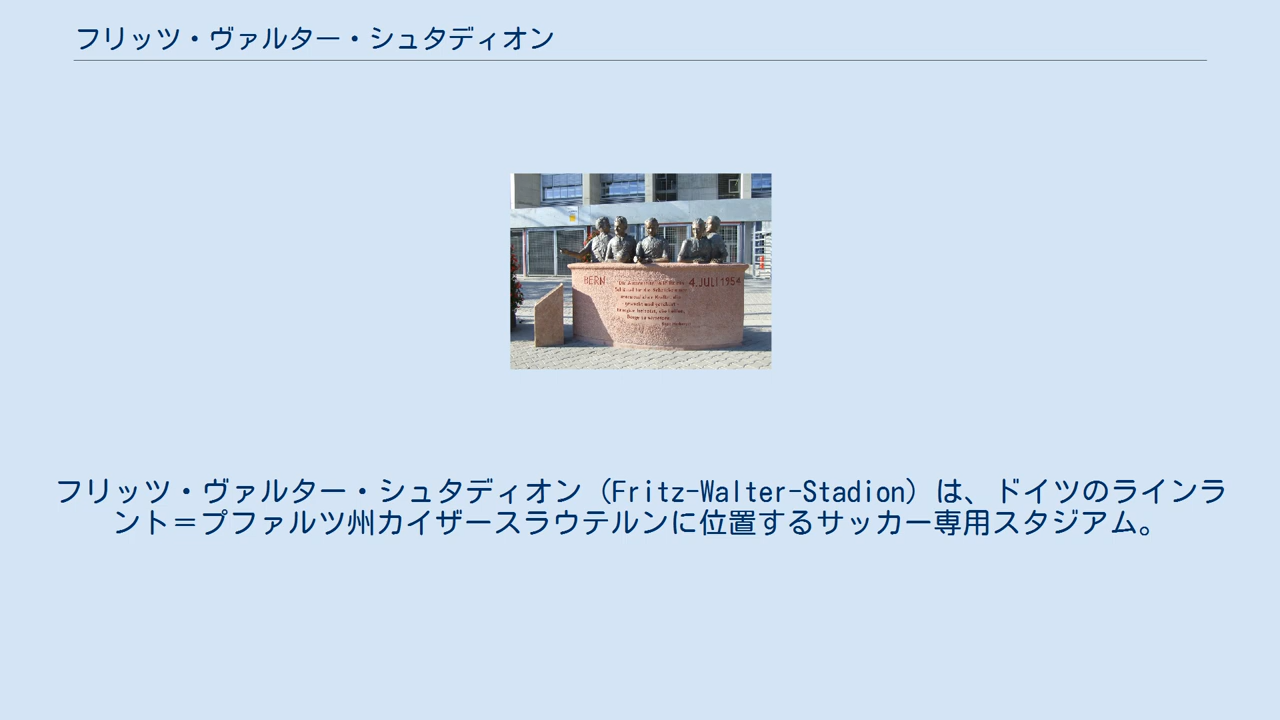 フリッツ・ヴァルター・シュタディオン
BERN
4.JULI 1954
フリッツ・ヴァルター・シュタディオン（Fritz-Walter-Stadion）は、ドイツのラインラ
ント＝プファルツ州カイザースラウテルンに位置するサッカー専用スタジアム。